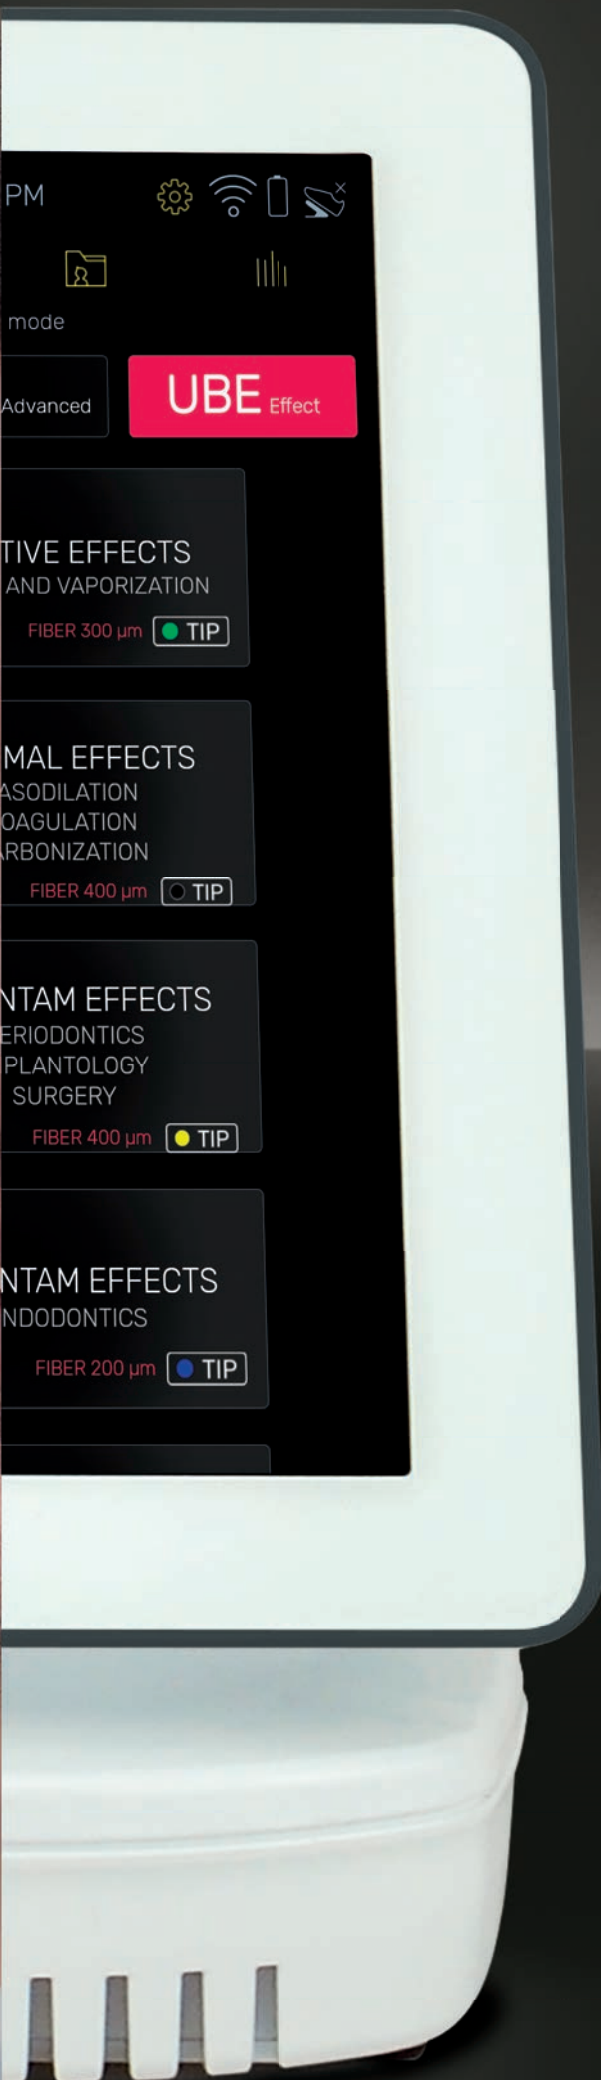 PM
mode
Advanced
UBE Effect
TIVE EFFECTS
AND VAPORIZATION
FIBER 300 µm TIP
MAL EFFECTS
ASODILATION
OAGULATION
ARBONIZATION
FIBER 400 µm TIP
NTAM EFFECTS
ERIODONTICS
PLANTOLOGY
SURGERY
FIBER 400 µm TIP
NTAM EFFECTS
NDODONTICS
FIBER 200 µm TIP